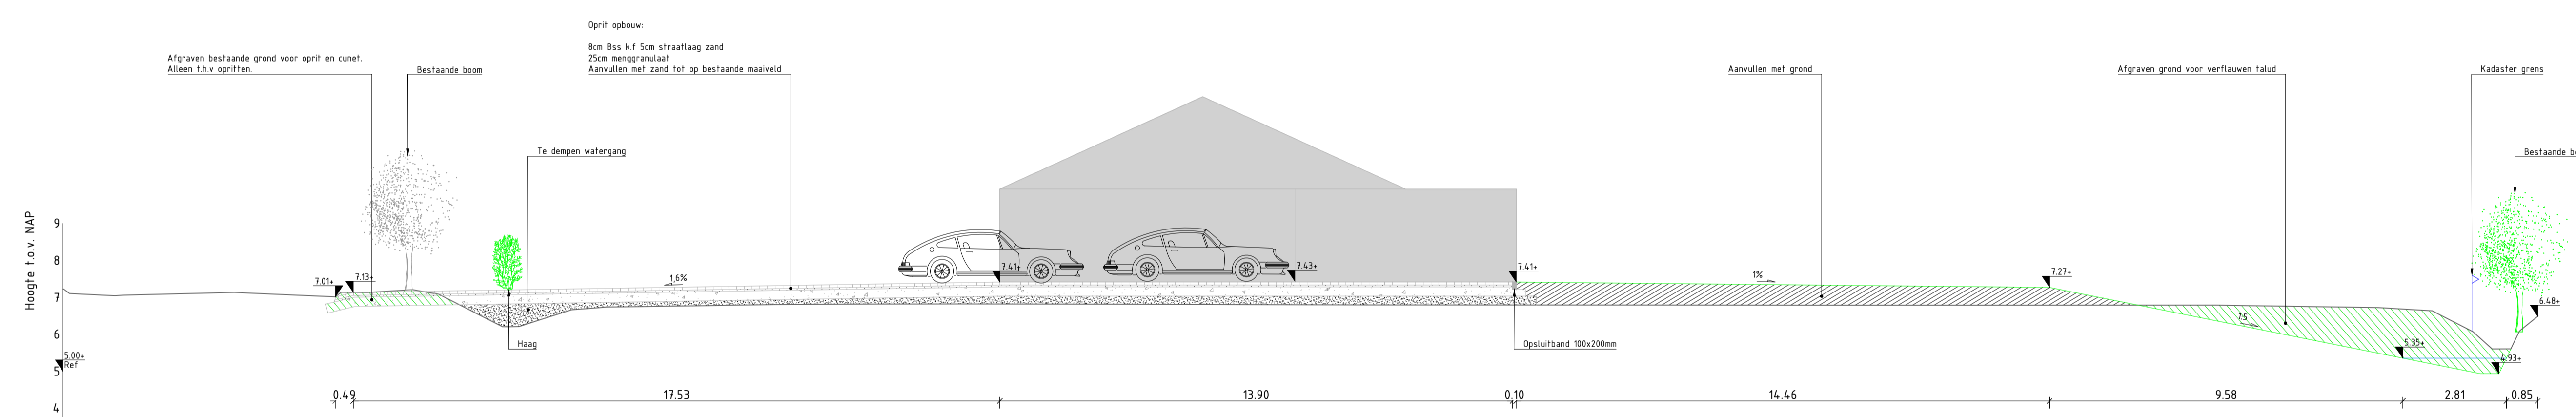 Oprit opbouw:
8cm Bss k.f 5cm straatlaag zand
25cm menggranulaat
Aanvullen met zand tot op bestaande maaiveld
Afgraven bestaande grond voor oprit en cunet.
Alleen t.h.v opritten.
Bestaande boom
Aanvullen met grond
Afgraven grond voor verflauwen talud
Kadaster grens
Te dempen watergang
Bestaande
Hoogte t.o.v. NAP
9
8
7
6
5
4
7.01+
7.13+
1,6%
7.41+
7.43+
7.41+
1%
7.27+
6.48+
1:5
5.35+
4.93+
5.00+
Ref
Haag
Opsluitband 100x200mm
0.49
17.53
13.90
0.10
14.46
9.58
2.81
0.85